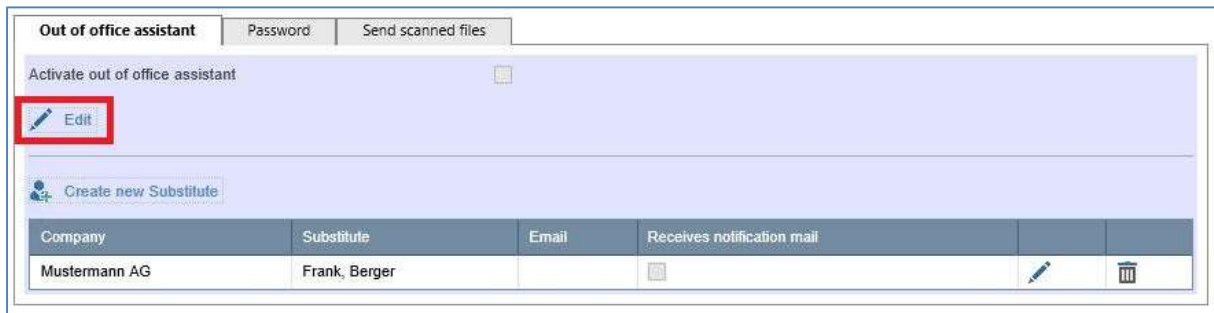 Out of office assistant Password Send scanned files
Activate out of office assistant
Edit
Create new Substitute
Company Substitute Email Receives notification mail
Mustermann AG Frank, Berger